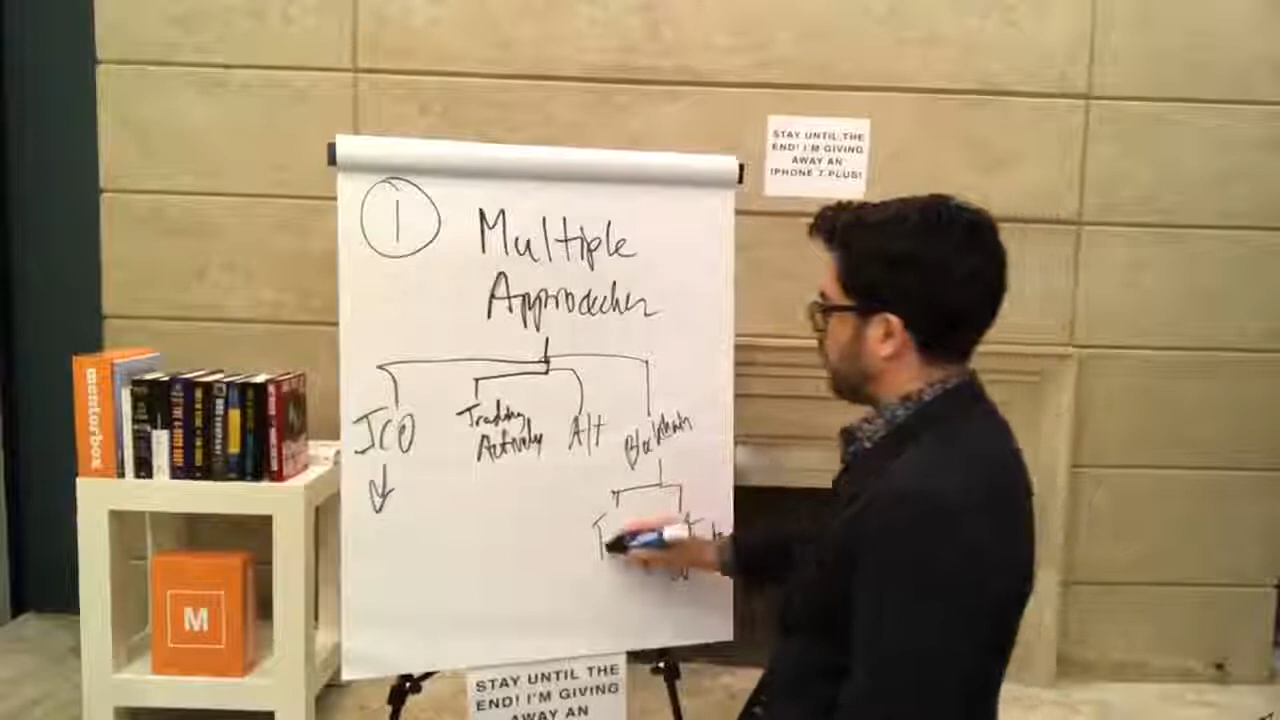 STAY UNTIL THE
END! I'M GIVING
AWAY AN
IPHONE 7 PLUS!
1
Multiple
Approaches
ICO
Trading
Actively
Alt
Blockchain
mentorbox
M
STAY UNTIL THE
END! I'M GIVING
AWAY AN